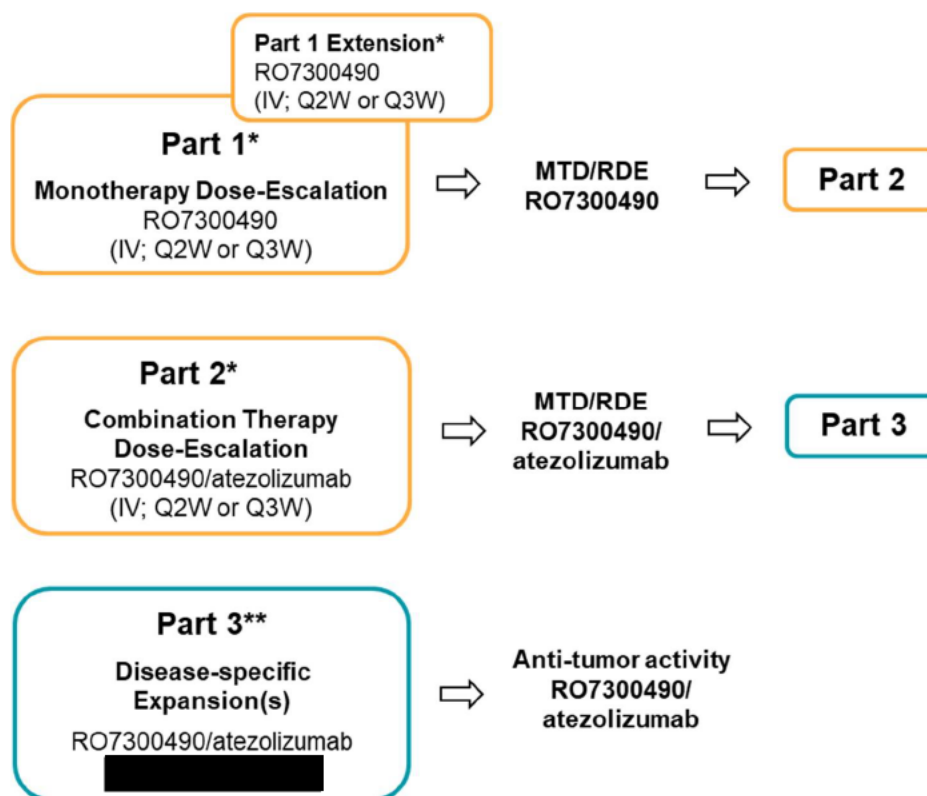 Part 1 Extension*
RO7300490
(IV; Q2W or Q3W)
Part 1*
Monotherapy Dose-Escalation
RO7300490
(IV; Q2W or Q3W)
MTD/RDE
RO7300490
Part 2
Part 2*
Combination Therapy
Dose-Escalation
RO7300490/atezolizumab
(IV; Q2W or Q3W)
MTD/RDE
RO7300490/
atezolizumab
Part 3
Part 3**
Disease-specific
Expansion(s)
RO7300490/atezolizumab
Anti-tumor activity
RO7300490/
atezolizumab